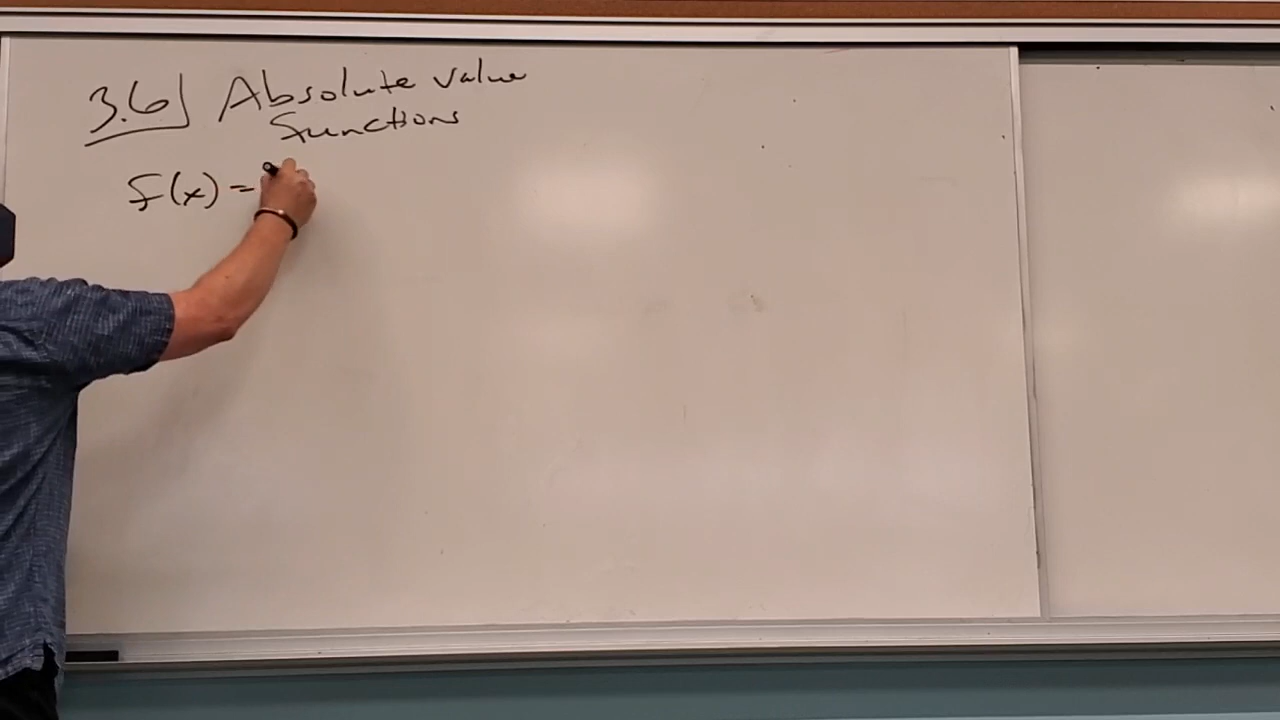 3.6) Absolute value
functions
f(x) =